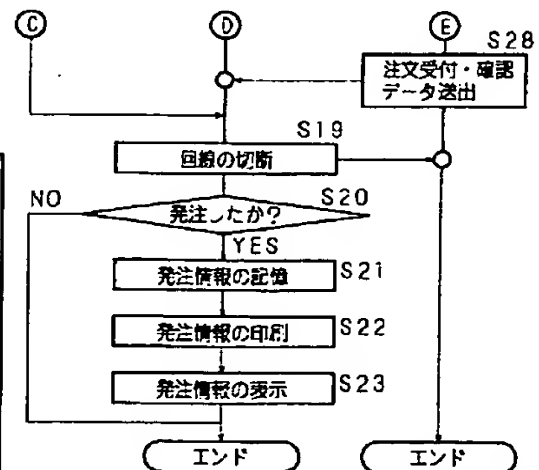 C
D
E
S28
注文受付・確認
データ送出
S19
回線の切断
NO
S20
発注したか?
YES
発注情報の記憶
S21
発注情報の印刷
S22
発注情報の表示
S23
エンド
エンド